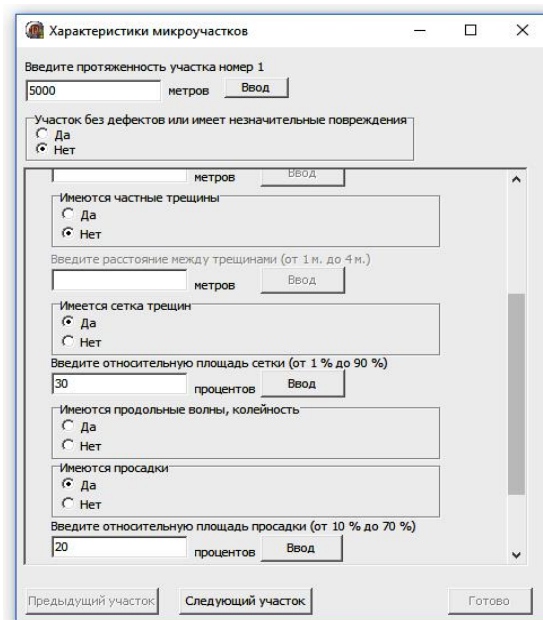 Характеристики микроучастков
Введите протяженность участка номер 1
5000 метров Ввод
Участок без дефектов или имеет незначительные повреждения
Да
Нет
метров Ввод
Имеются частные трещины
Да
Нет
Введите расстояние между трещинами (от 1 м. до 4 м.)
метров Ввод
Имеется сетка трещин
Да
Нет
Введите относительную площадь сетки (от 1 % до 90 %)
30 процентов Ввод
Имеются продольные волны, колейность
Да
Нет
Имеются просадки
Да
Нет
Введите относительную площадь просадки (от 10 % до 70 %)
20 процентов Ввод
Предыдущий участок Следующий участок Готово